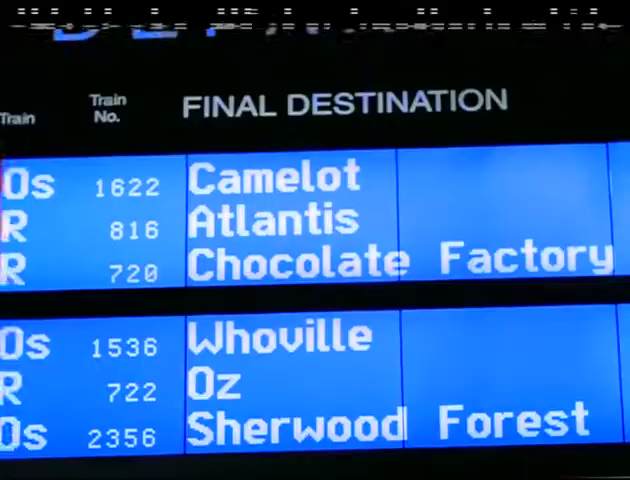 Train Train No. FINAL DESTINATION
Os 1622 Camelot
R 816 Atlantis
R 720 Chocolate Factory
Os 1536 Whoville
R 722 Oz
Os 2356 Sherwood Forest